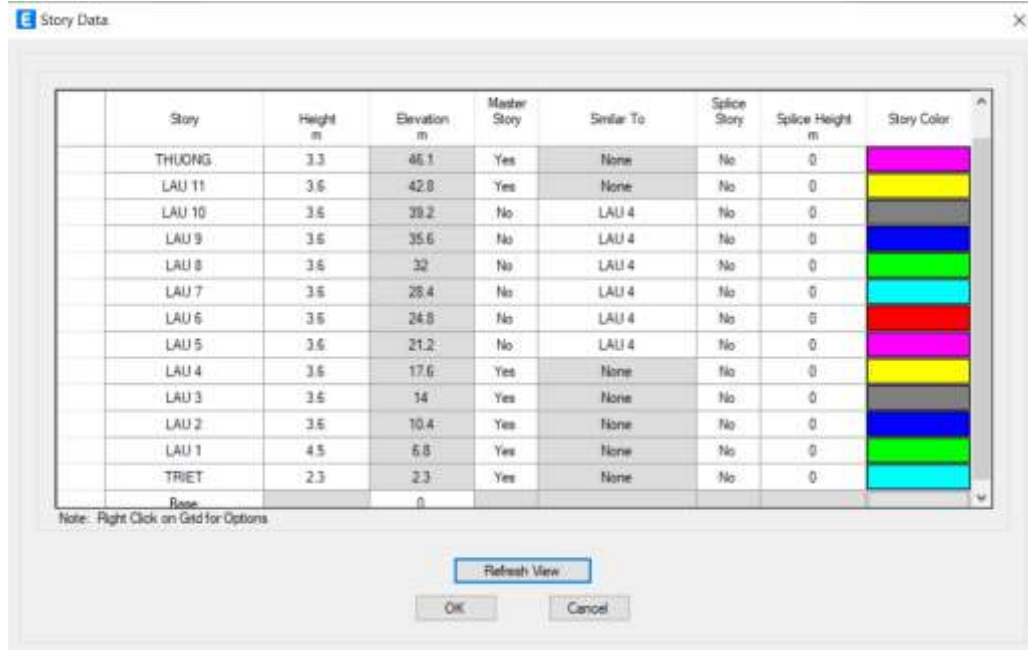 E Story Data
Story Height m Elevation m Master Story Similar To Splice Story Splice Height m Story Color
THUONG 3.3 46.1 Yes None No 0
LAU 11 3.6 42.8 Yes None No 0
LAU 10 3.6 39.2 No LAU 4 No 0
LAU 9 3.6 35.6 No LAU 4 No 0
LAU 8 3.6 32 No LAU 4 No 0
LAU 7 3.6 28.4 No LAU 4 No 0
LAU 6 3.6 24.8 No LAU 4 No 0
LAU 5 3.6 21.2 No LAU 4 No 0
LAU 4 3.6 17.6 Yes None No 0
LAU 3 3.6 14 Yes None No 0
LAU 2 3.6 10.4 Yes None No 0
LAU 1 4.5 6.8 Yes None No 0
TRIET 2.3 2.3 Yes None No 0
Base 0
Note: Right Click on Grid for Options
Refresh View
OK Cancel